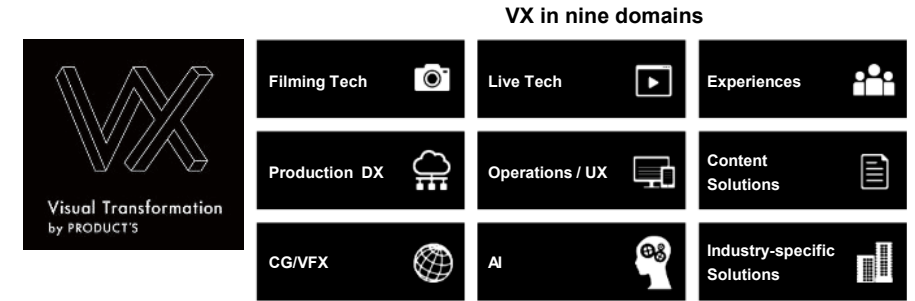 VX in nine domains
VX
Visual Transformation
by PRODUCT'S
Filming Tech
Live Tech
Experiences
Production DX
Operations / UX
Content
Solutions
CG/VFX
AI
Industry-specific
Solutions